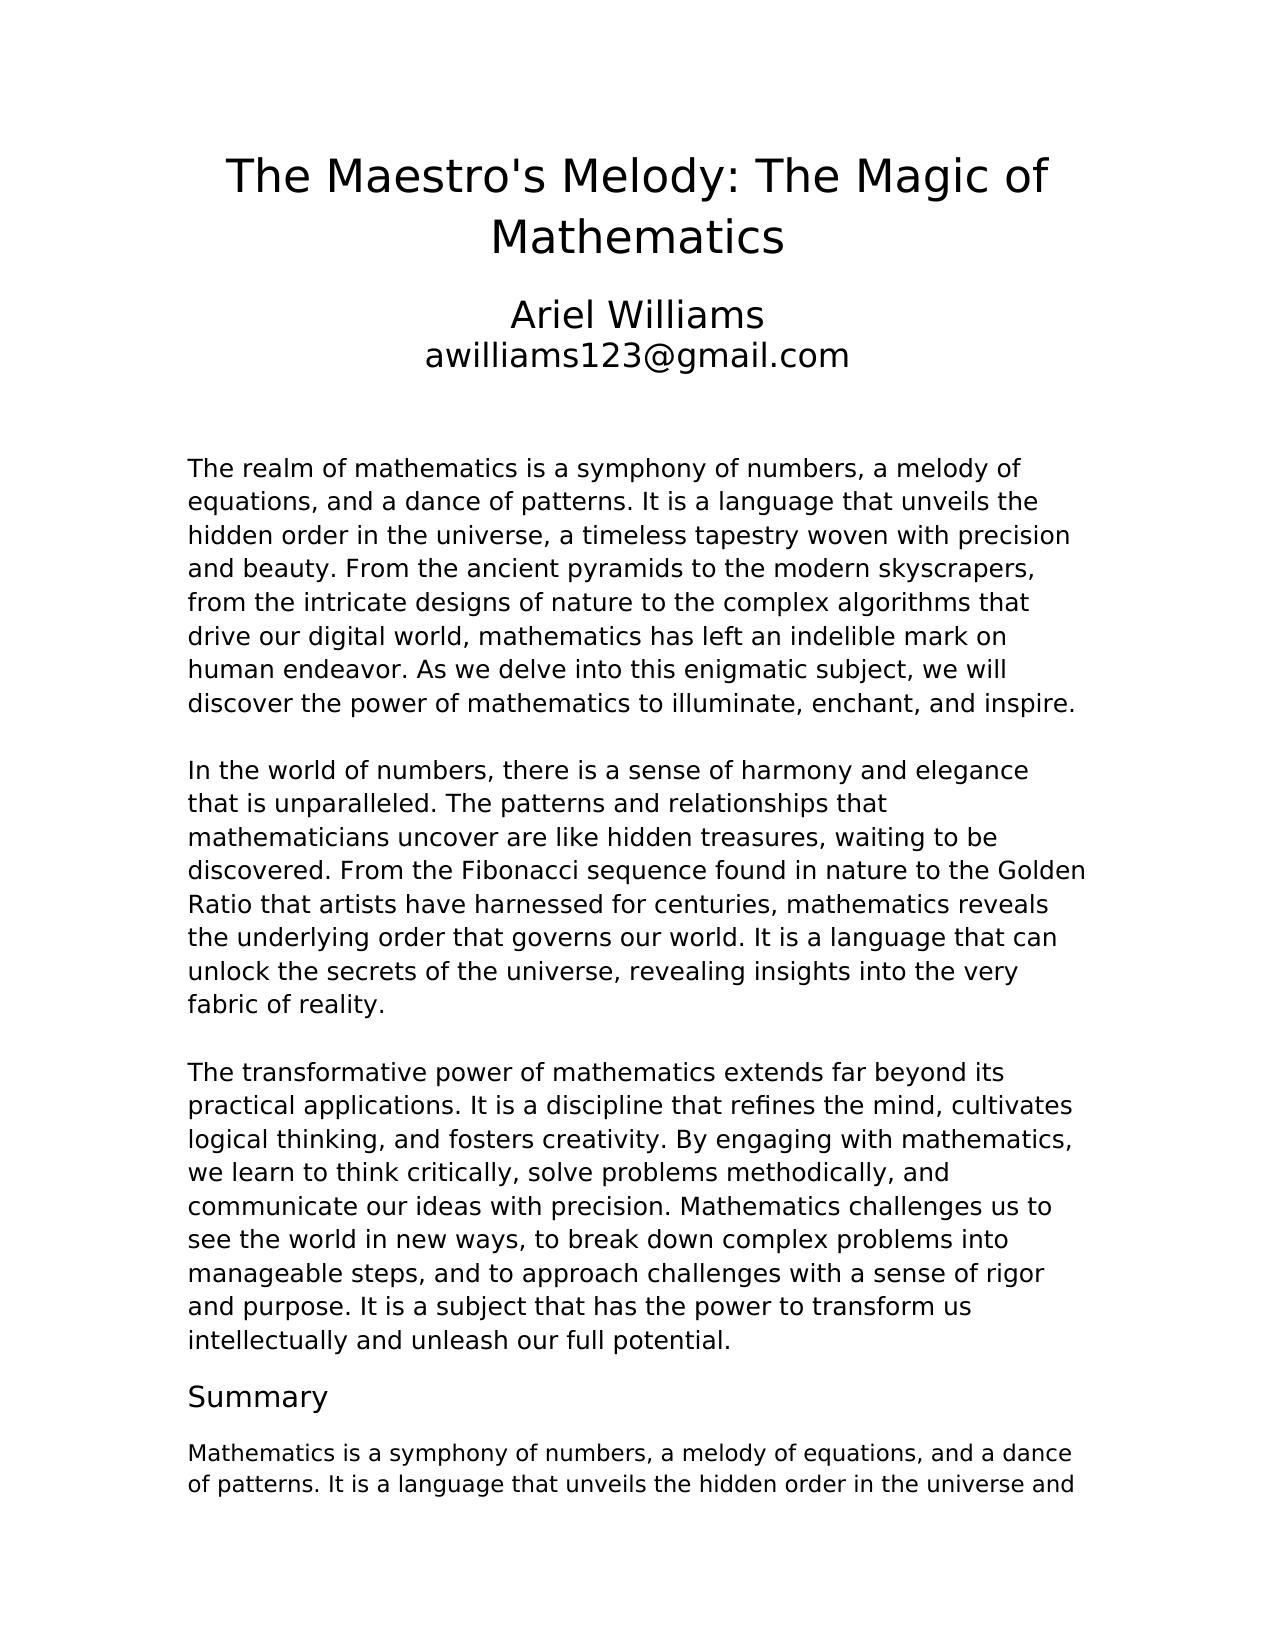 The Maestro's Melody: The Magic of
Mathematics
Ariel Williams
awilliams123@gmail.com
The realm of mathematics is a symphony of numbers, a melody of
equations, and a dance of patterns. It is a language that unveils the
hidden order in the universe, a timeless tapestry woven with precision
and beauty. From the ancient pyramids to the modern skyscrapers,
from the intricate designs of nature to the complex algorithms that
drive our digital world, mathematics has left an indelible mark on
human endeavor. As we delve into this enigmatic subject, we will
discover the power of mathematics to illuminate, enchant, and inspire.
In the world of numbers, there is a sense of harmony and elegance
that is unparalleled. The patterns and relationships that
mathematicians uncover are like hidden treasures, waiting to be
discovered. From the Fibonacci sequence found in nature to the Golden
Ratio that artists have harnessed for centuries, mathematics reveals
the underlying order that governs our world. It is a language that can
unlock the secrets of the universe, revealing insights into the very
fabric of reality.
The transformative power of mathematics extends far beyond its
practical applications. It is a discipline that refines the mind, cultivates
logical thinking, and fosters creativity. By engaging with mathematics,
we learn to think critically, solve problems methodically, and
communicate our ideas with precision. Mathematics challenges us to
see the world in new ways, to break down complex problems into
manageable steps, and to approach challenges with a sense of rigor
and purpose. It is a subject that has the power to transform us
intellectually and unleash our full potential.
Summary
Mathematics is a symphony of numbers, a melody of equations, and a dance
of patterns. It is a language that unveils the hidden order in the universe and